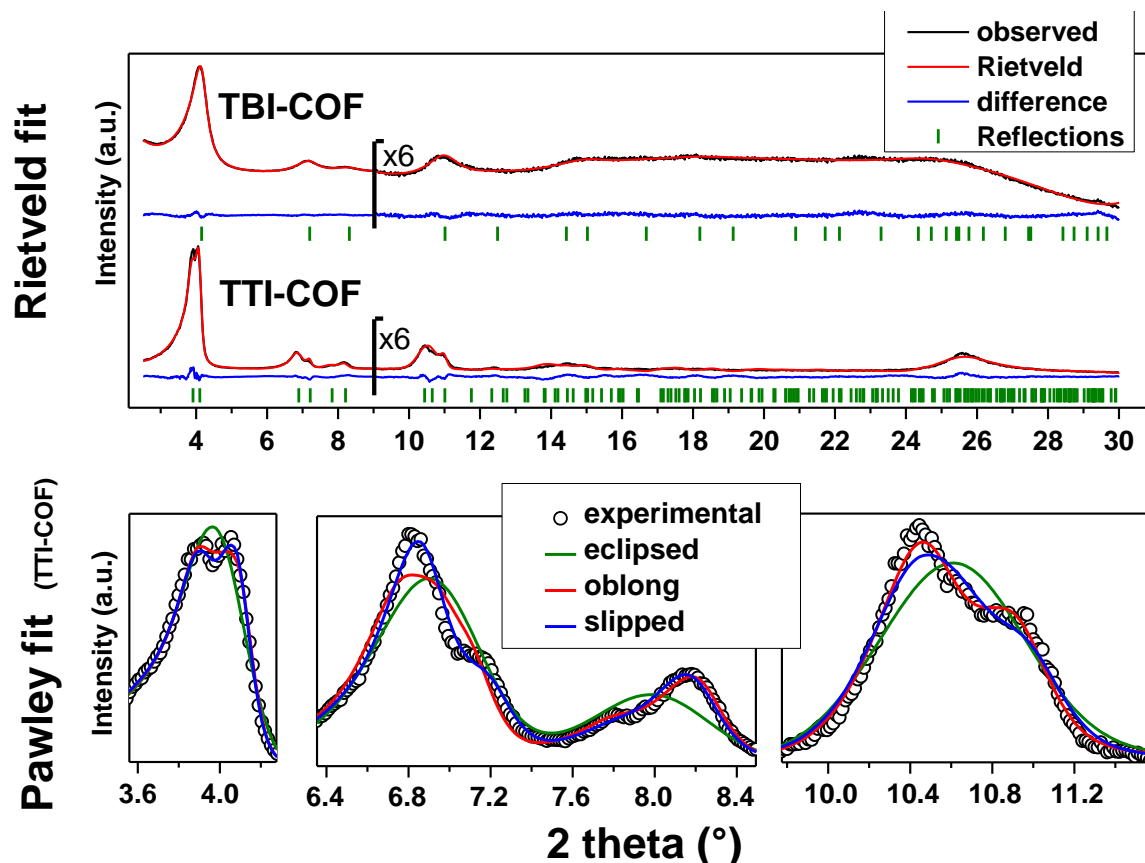 observed
Rietveld
difference
Reflections
Rietveld fit
Intensity (a.u.)
TBI-COF
x6
TTI-COF
x6
4 6 8 10 12 14 16 18 20 22 24 26 28 30
Pawley fit (TTI-COF)
Intensity (a.u.)
experimental
eclipsed
oblong
slipped
3.6 4.0 6.4 6.8 7.2 7.6 8.0 8.4 10.0 10.4 10.8 11.2
2 theta (°)